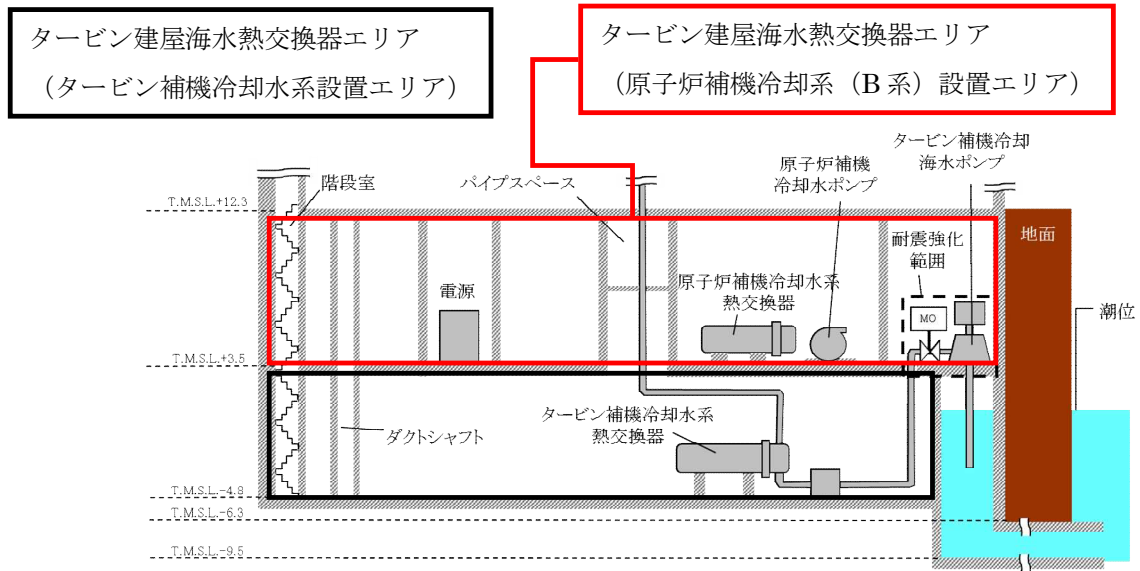 タービン建屋海水熱交換器エリア
（タービン補機冷却水系設置エリア）
タービン建屋海水熱交換器エリア
（原子炉補機冷却系（B 系）設置エリア）
タービン補機冷却
海水ポンプ
原子炉補機
冷却水ポンプ
階段室
パイプスペース
T.M.S.L.+12.3
地面
耐震強化
範囲
原子炉補機冷却水系
熱交換器
電源
MO
潮位
T.M.S.L.+3.5
タービン補機冷却水系
熱交換器
ダクトシャフト
T.M.S.L.-4.8
T.M.S.L.-6.3
T.M.S.L.-9.5